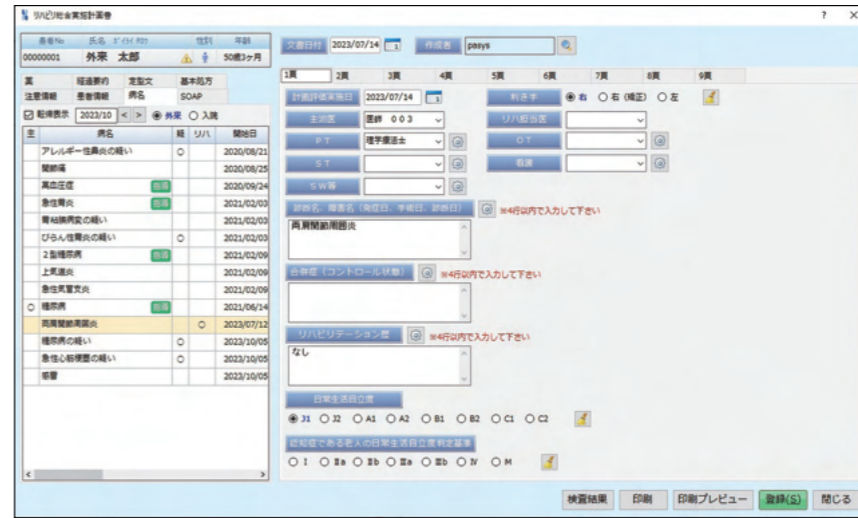 リハビリ総合実施計画書
患者No 氏名 性別 年齢
00000001 外来 太郎 50歳3ヶ月
文書日付 2023/07/14 作成者 pasys
薬 経過要約 定型文 基本処方
注意情報 患者情報 病名 SOAP
転帰表示 2023/10 < > 外来 入院
主 病名 疑 リハ 開始日
アレルギー性鼻炎の疑い ○ 2020/08/21
関節痛 2020/08/25
高血圧症 指導 2020/09/24
急性胃炎 指導 2021/02/03
胃粘膜病変の疑い 2021/02/03
びらん性胃炎の疑い ○ 2021/02/03
2型糖尿病 指導 2021/02/09
上気道炎 2021/02/09
急性気管支炎 2021/02/09
○ 糖尿病 指導 2021/06/14
両肩関節周囲炎 ○ 2023/07/12
糖尿病の疑い ○ 2023/10/05
急性心筋梗塞の疑い ○ 2023/10/05
感冒 2023/10/05
1頁 2頁 3頁 4頁 5頁 6頁 7頁 8頁 9頁
計画評価実施日 2023/07/14 利き手 右 右(矯正) 左
主治医 医師 003 リハ担当医
PT 理学療法士 OT
ST 看護
SW等
診断名、障害名(発症日、手術日、診断日) ※4行以内で入力して下さい
両肩関節周囲炎
合併症(コントロール状態) ※4行以内で入力して下さい
リハビリテーション歴 ※4行以内で入力して下さい
なし
日常生活自立度
J1 J2 A1 A2 B1 B2 C1 C2
認知症である老人の日常生活自立度判定基準
I Ⅱa Ⅱb Ⅲa Ⅲb Ⅳ M
検査結果 印刷 印刷プレビュー 登録(S) 閉じる